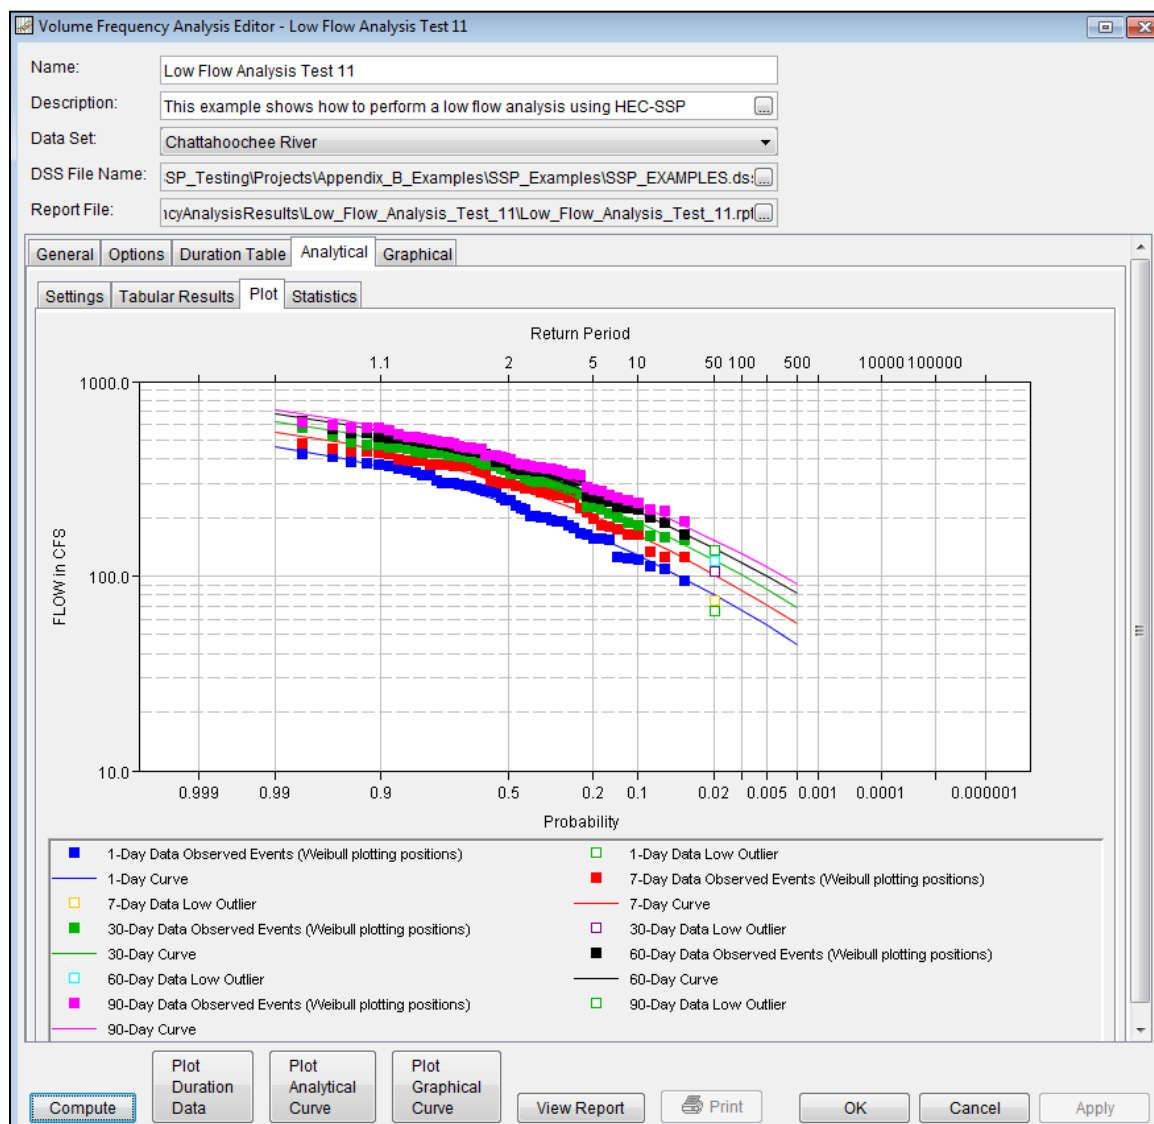 Volume Frequency Analysis Editor - Low Flow Analysis Test 11
Name: Low Flow Analysis Test 11
Description: This example shows how to perform a low flow analysis using HEC-SSP ...
Data Set: Chattahoochee River
DSS File Name: SP_Testing\Projects\Appendix_B_Examples\SSP_Examples\SSP_EXAMPLES.ds ...
Report File: ncyAnalysisResults\Low_Flow_Analysis_Test_11\Low_Flow_Analysis_Test_11.rpt ...
General Options Duration Table Analytical Graphical
Settings Tabular Results Plot Statistics
Return Period
1.1 2 5 10 50 100 500 10000 100000
1000.0
100.0
10.0
FLOW in CFS
0.999 0.99 0.9 0.5 0.2 0.1 0.02 0.005 0.001 0.0001 0.000001
Probability
1-Day Data Observed Events (Weibull plotting positions) 1-Day Data Low Outlier
1-Day Curve 7-Day Data Observed Events (Weibull plotting positions)
7-Day Data Low Outlier 7-Day Curve
30-Day Data Observed Events (Weibull plotting positions) 30-Day Data Low Outlier
30-Day Curve 60-Day Data Observed Events (Weibull plotting positions)
60-Day Data Low Outlier 60-Day Curve
90-Day Data Observed Events (Weibull plotting positions) 90-Day Data Low Outlier
90-Day Curve
Compute
Plot
Duration
Data
Plot
Analytical
Curve
Plot
Graphical
Curve
View Report Print OK Cancel Apply